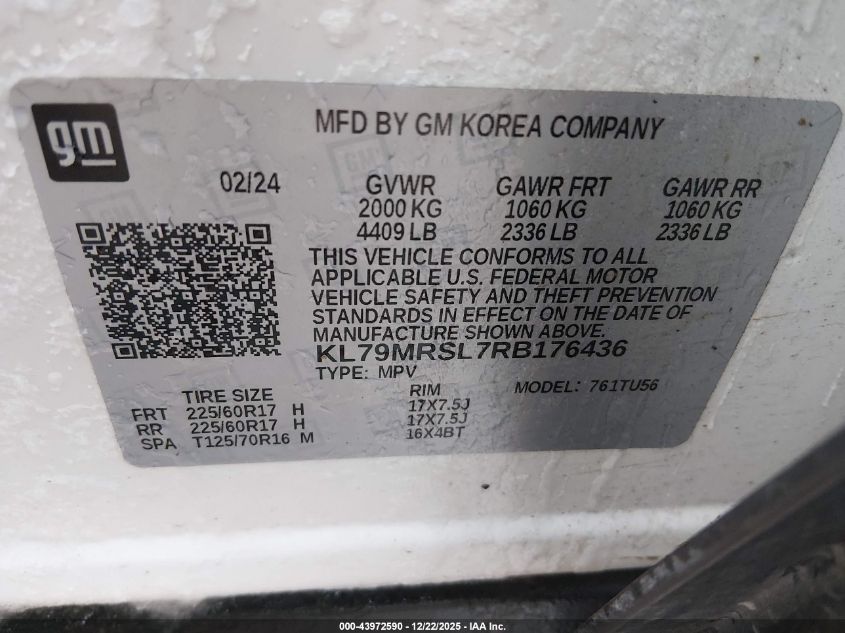 gm
MFD BY GM KOREA COMPANY
02/24 GVWR GAWR FRT GAWR RR
2000 KG 1060 KG 1060 KG
4409 LB 2336 LB 2336 LB
THIS VEHICLE CONFORMS TO ALL
APPLICABLE U.S. FEDERAL MOTOR
VEHICLE SAFETY AND THEFT PREVENTION
STANDARDS IN EFFECT ON THE DATE OF
MANUFACTURE SHOWN ABOVE.
KL79MRSL7RB176436
TYPE: MPV MODEL: 761TU56
TIRE SIZE RIM
FRT 225/60R17 H 17X7.5J
RR 225/60R17 H 17X7.5J
SPA T125/70R16 M 16X4BT
000-43972590 - 12/22/2025 - IAA Inc.